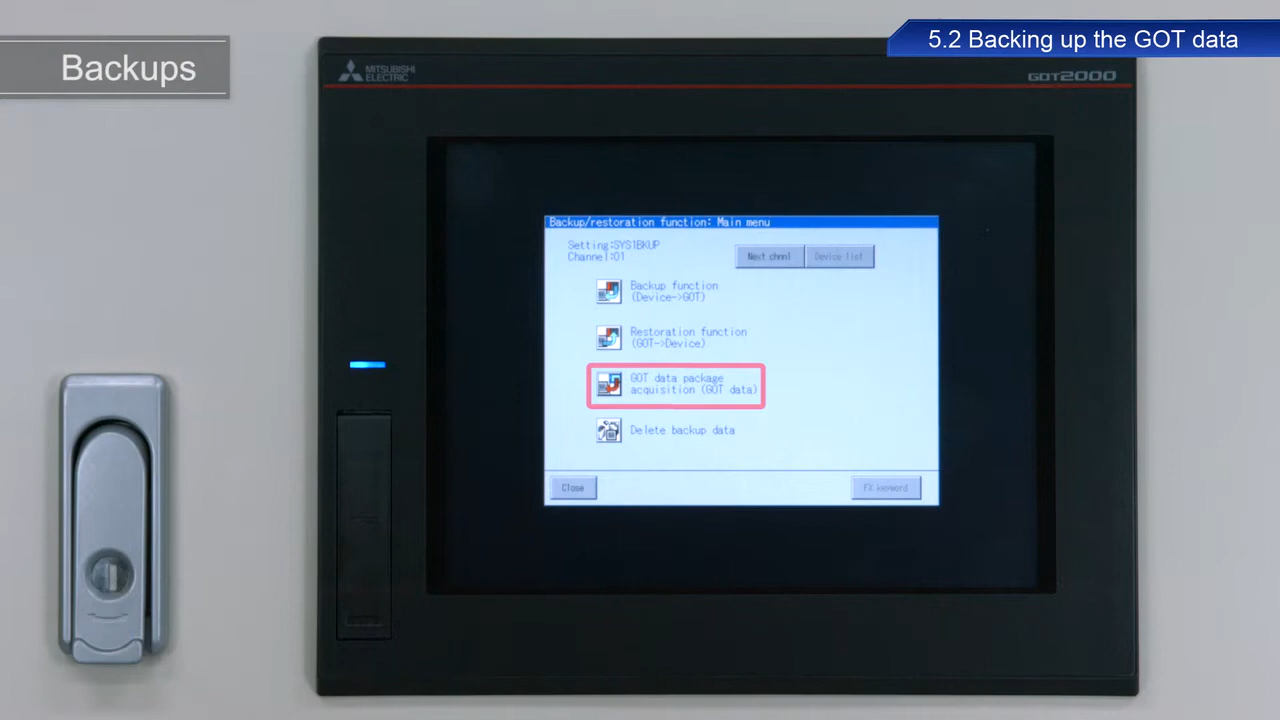 Backups
5.2 Backing up the GOT data
MITSUBISHI
ELECTRIC
GOT2000
Backup/restoration function: Main menu
Setting:SYS1BKUP
Channel:01
Next chnnl
Device list
Backup function
(Device->GOT)
Restoration function
(GOT->Device)
GOT data package
acquisition (GOT data)
Delete backup data
Close
FX keyword